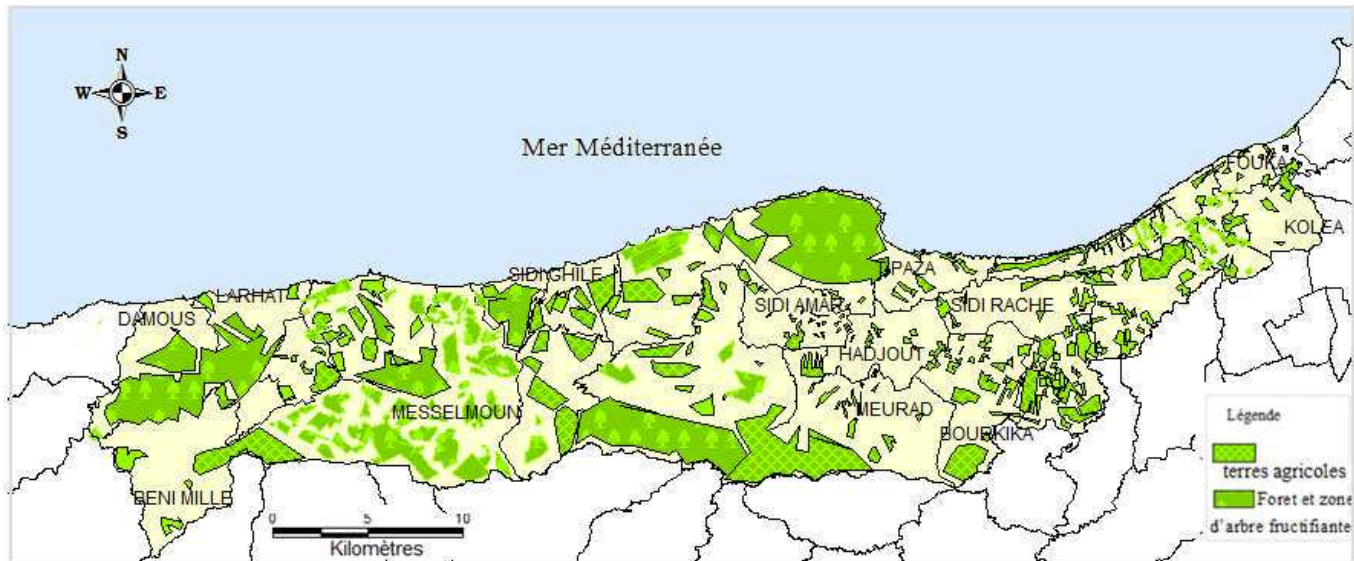 N
W E
S
Mer Méditerranée
FOUKA
KOLEA
TIPAZA
SIDI GHILE
LARHAT
DAMOUS
SIDI AMAR
SIDI RACHE
HADJOUT
MESSELMOUN
MEURAD
BOURKIKA
BENI MILLE
0 5 10
Kilomètres
Légende
terres agricoles
Foret et zone
d'arbre fructifiante